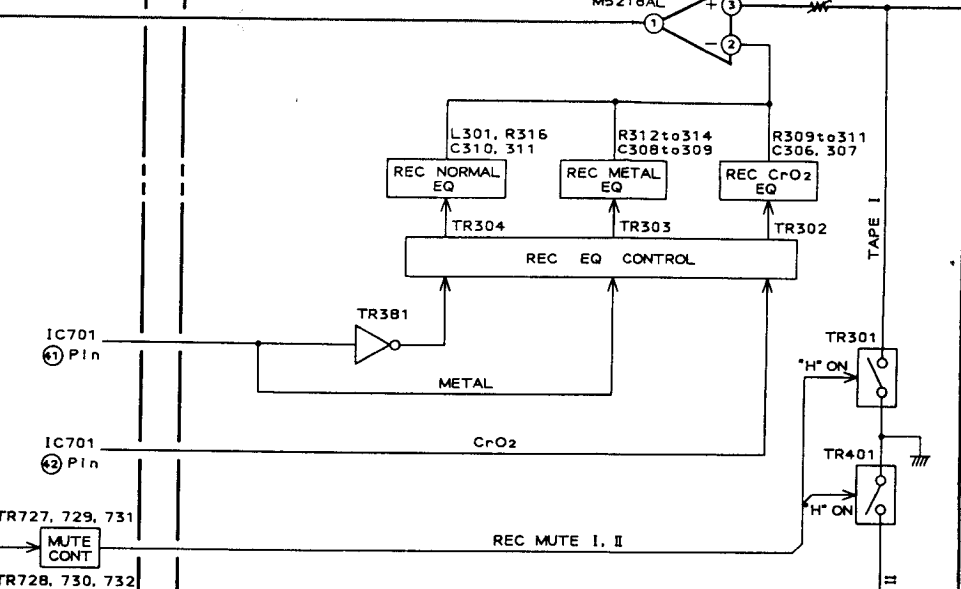 M5218AL
+
3
1
−
2
L301, R316
C310, 311
R312to314
C308to309
R309to311
C306, 307
REC NORMAL
EQ
REC METAL
EQ
REC CrO2
EQ
TR304
TR303
TR302
TAPE I
REC EQ CONTROL
TR381
IC701
41 Pin
TR301
"H" ON
METAL
IC701
42 Pin
CrO2
TR401
"H" ON
TR727, 729, 731
MUTE
CONT
REC MUTE I, II
TR728, 730, 732
II